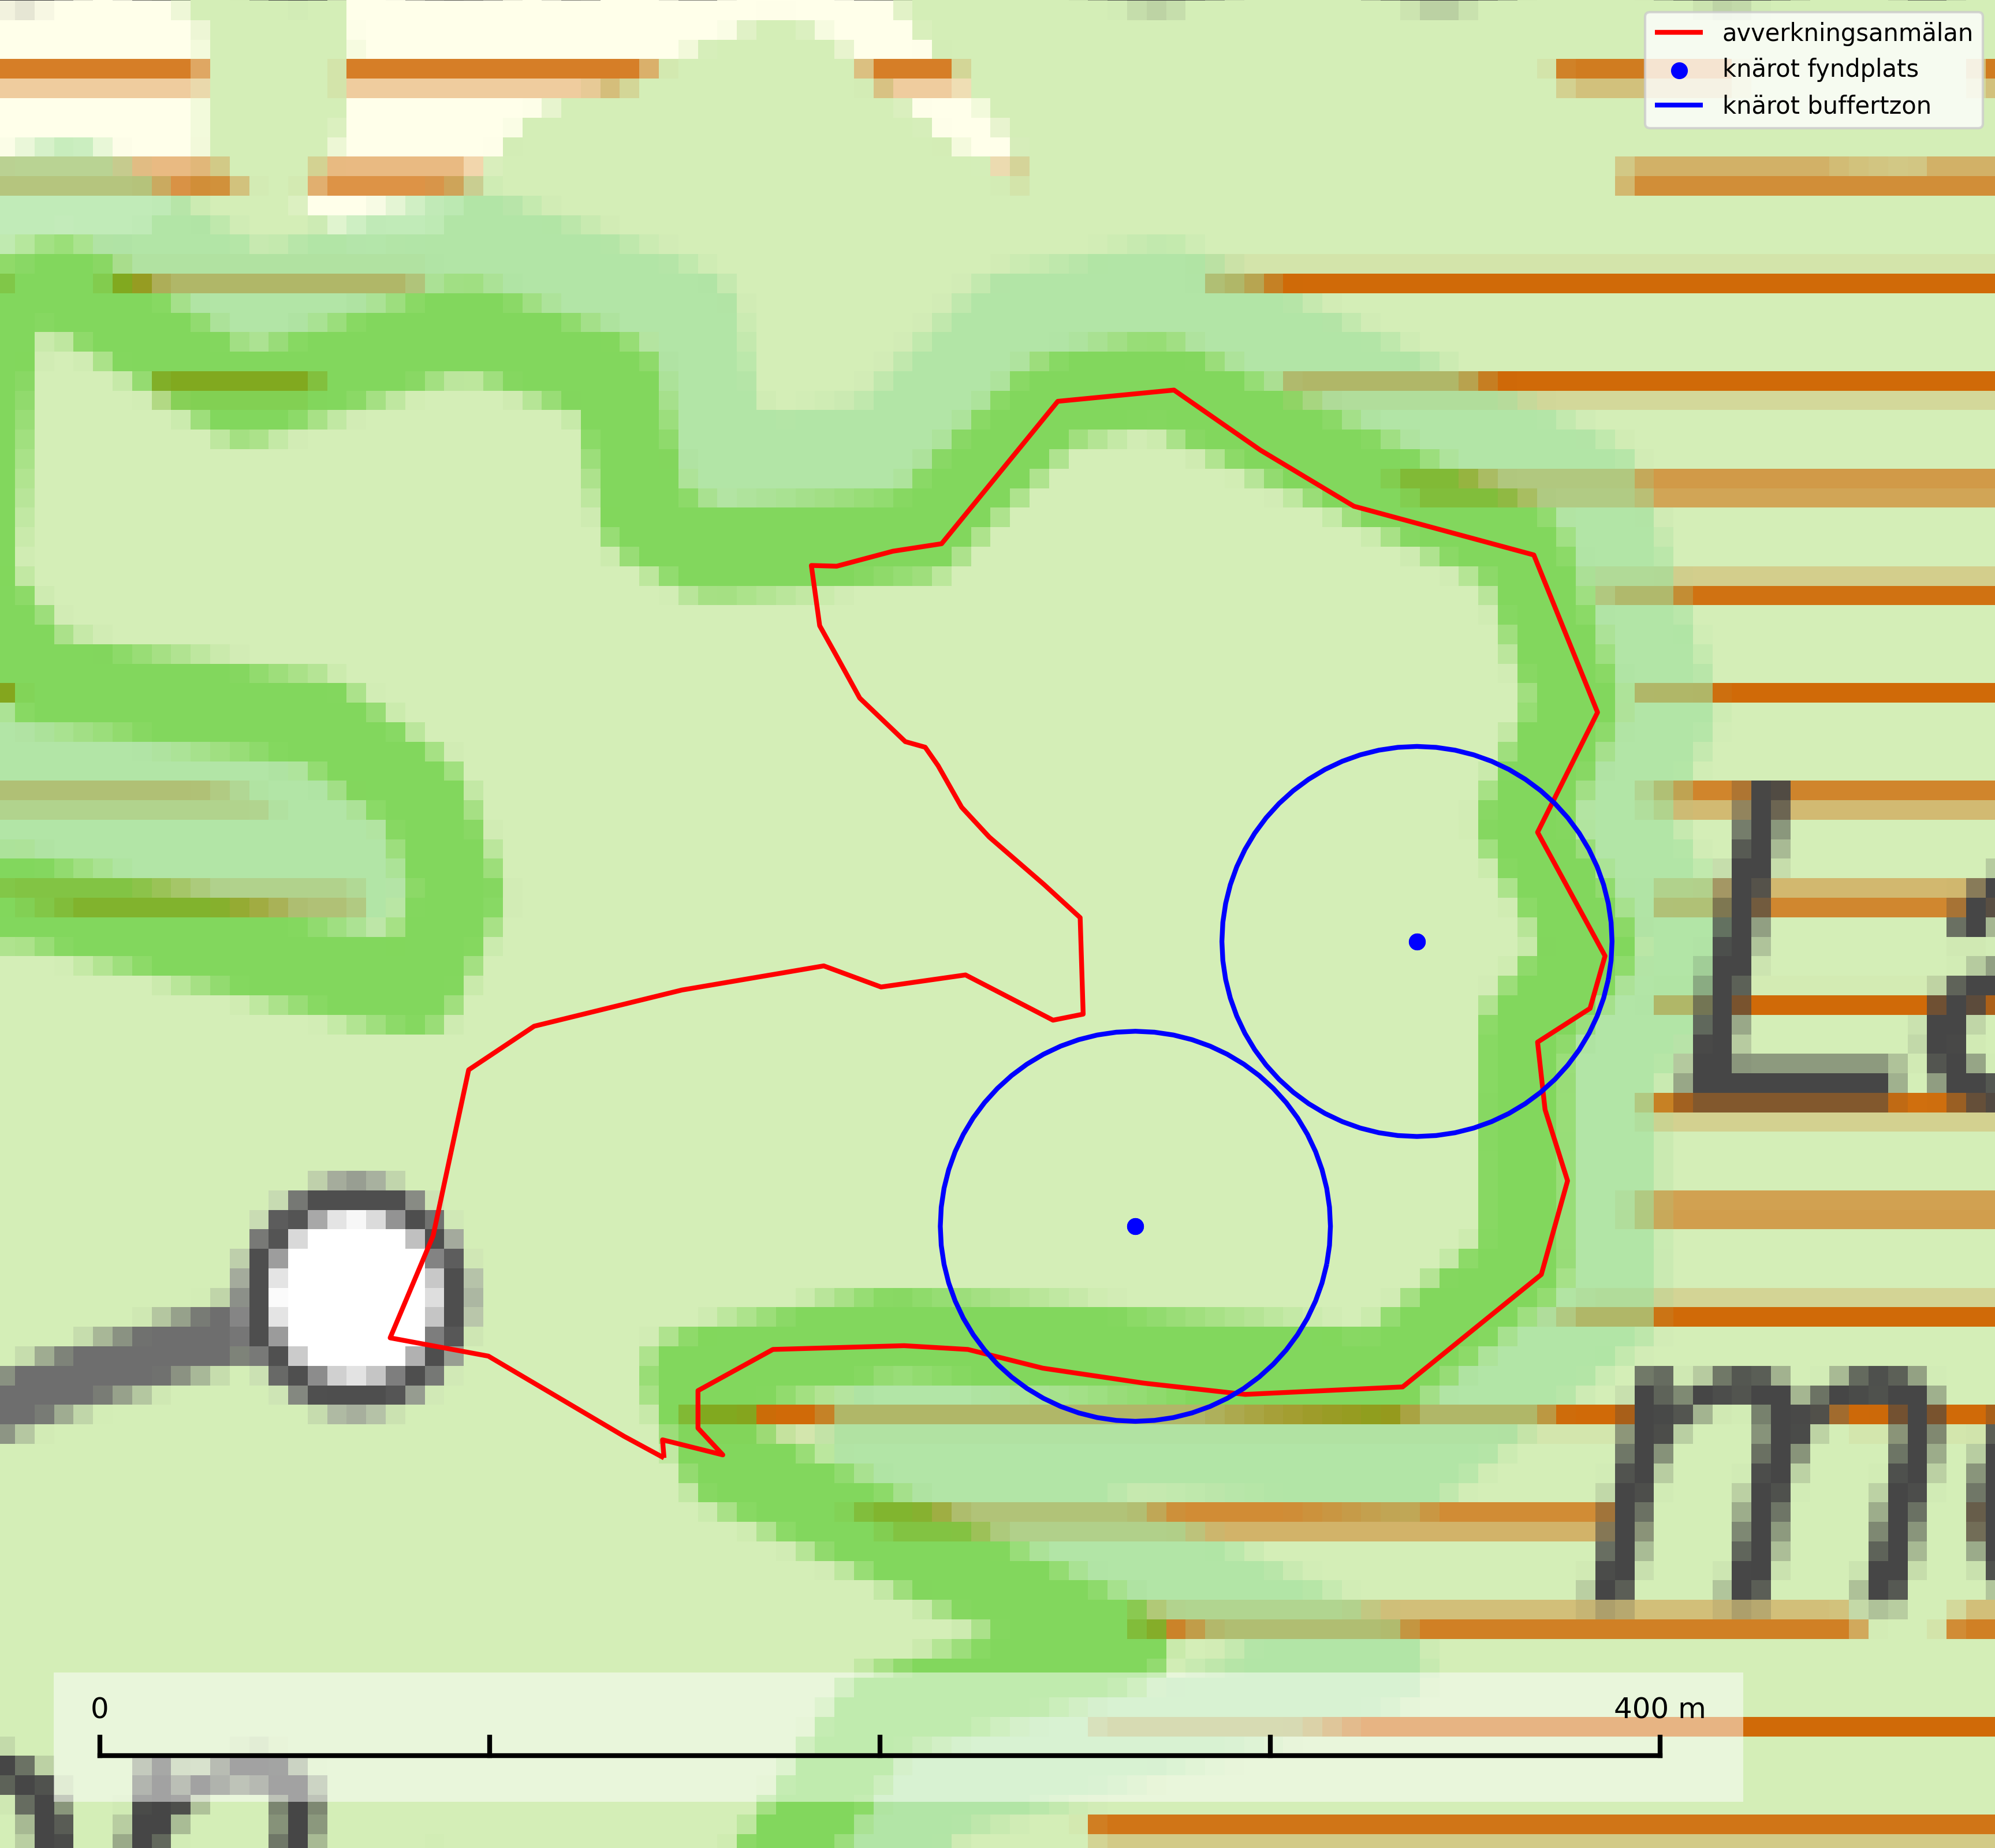 avverkningsanmälan
knärot fyndplats
knärot buffertzon
0
400 m